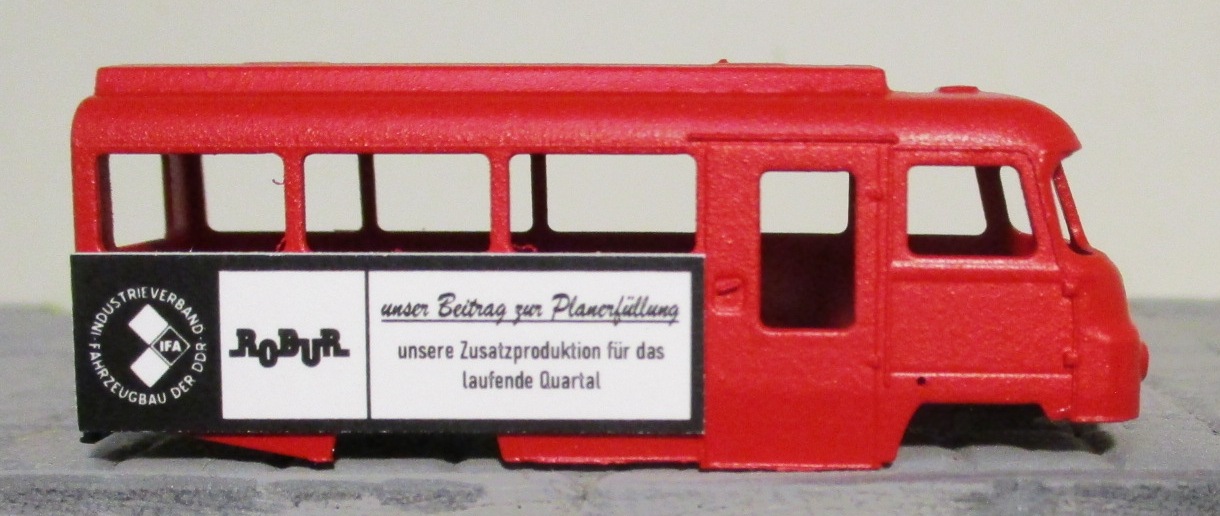 ·INDUSTRIEVERBAND·
FAHRZEUGBAU DER DDR
IFA
ROBUR
unser Beitrag zur Planerfüllung
unsere Zusatzproduktion für das
laufende Quartal